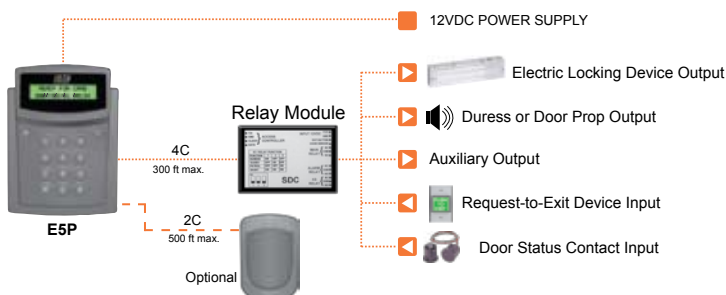 12VDC POWER SUPPLY
Electric Locking Device Output
Relay Module
Duress or Door Prop Output
4C
300 ft max.
SDC
Auxiliary Output
E5P
2C
500 ft max.
Request-to-Exit Device Input
Door Status Contact Input
Optional